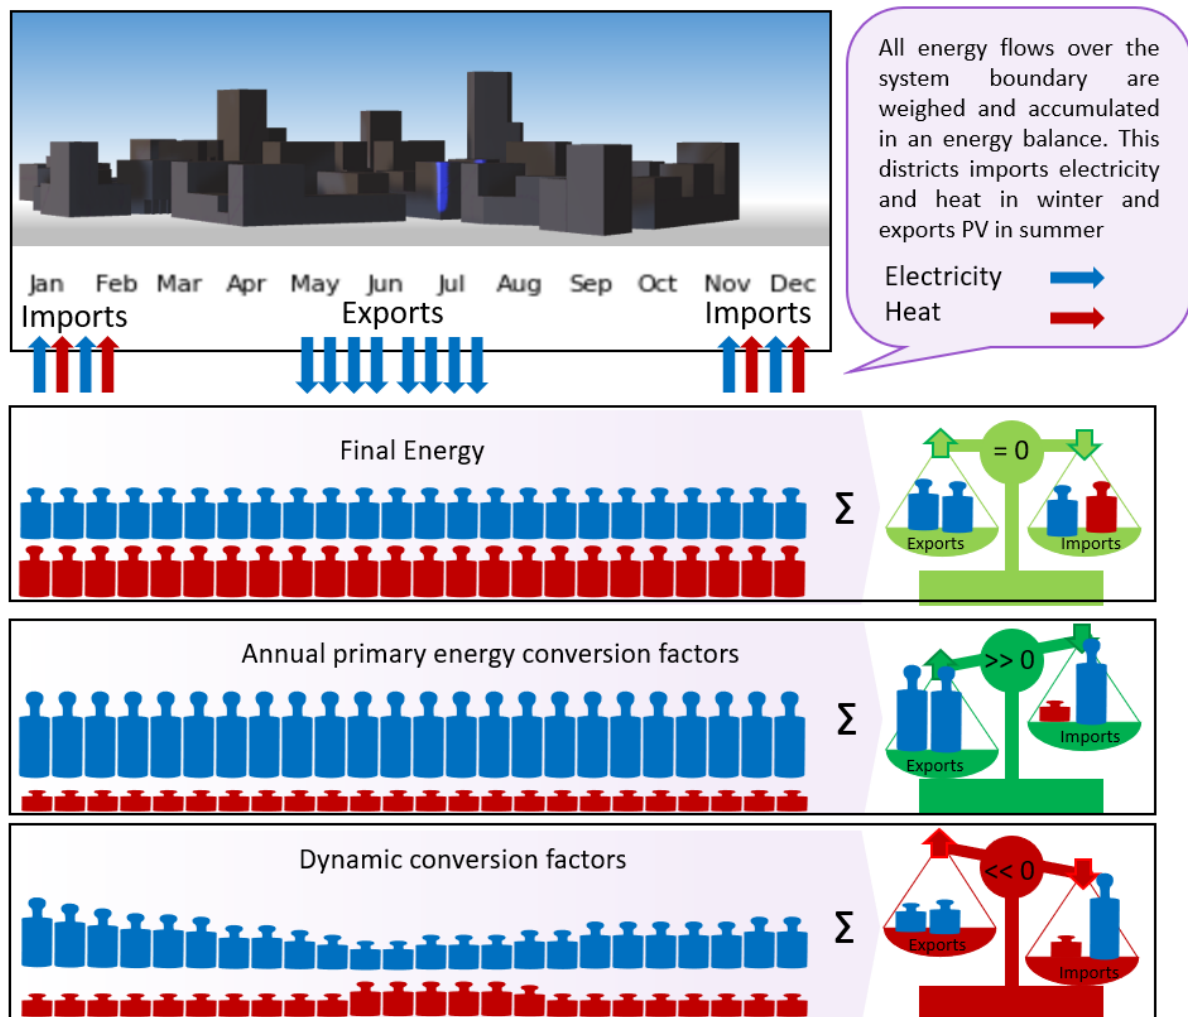 All energy flows over the
system boundary are
weighed and accumulated
in an energy balance. This
districts imports electricity
and heat in winter and
exports PV in summer
Electricity
Heat
Jan Feb Mar Apr May Jun Jul Aug Sep Oct Nov Dec
Imports Exports Imports
Final Energy
Σ
= 0
Exports Imports
Annual primary energy conversion factors
Σ
>> 0
Exports Imports
Dynamic conversion factors
Σ
<< 0
Exports Imports